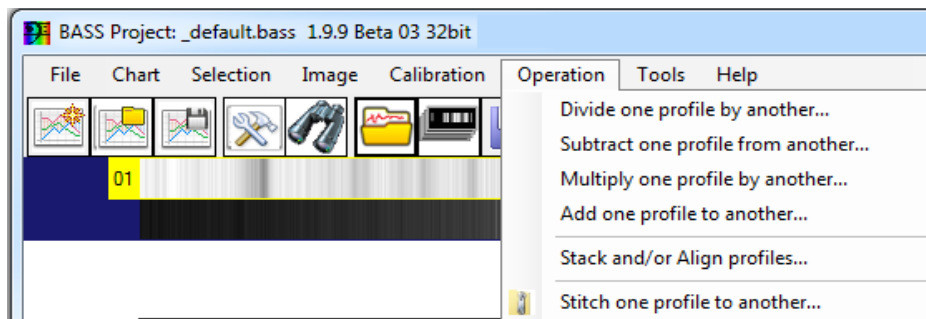 BASS Project: _default.bass 1.9.9 Beta 03 32bit
File Chart Selection Image Calibration Operation Tools Help
Divide one profile by another...
Subtract one profile from another...
Multiply one profile by another...
Add one profile to another...
01
Stack and/or Align profiles...
Stitch one profile to another...